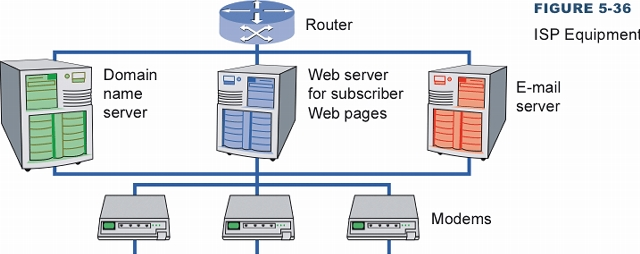 FIGURE 5-36
ISP Equipment
Router
Domain
name
server
Web server
for subscriber
Web pages
E-mail
server
Modems